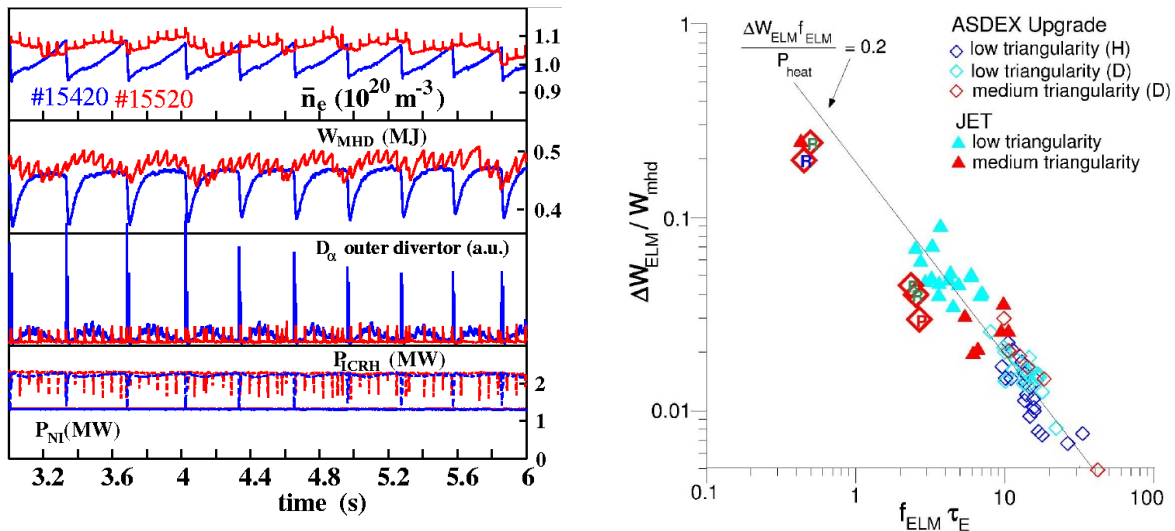 1.1
1.0
0.9
#15420 #15520 n̄e (10^20 m^-3)
WMHD (MJ)
0.5
0.4
Dα outer divertor (a.u.)
PICRH (MW)
2
1
PNI(MW)
0
3.2 3.6 4 4.4 4.8 5.2 5.6 6
time (s)
1
ΔWELM fELM
Pheat
= 0.2
ASDEX Upgrade
low triangularity (H)
low triangularity (D)
medium triangularity (D)
JET
low triangularity
medium triangularity
0.1
0.01
ΔWELM/ Wmhd
0.1 1 10 100
fELM τE